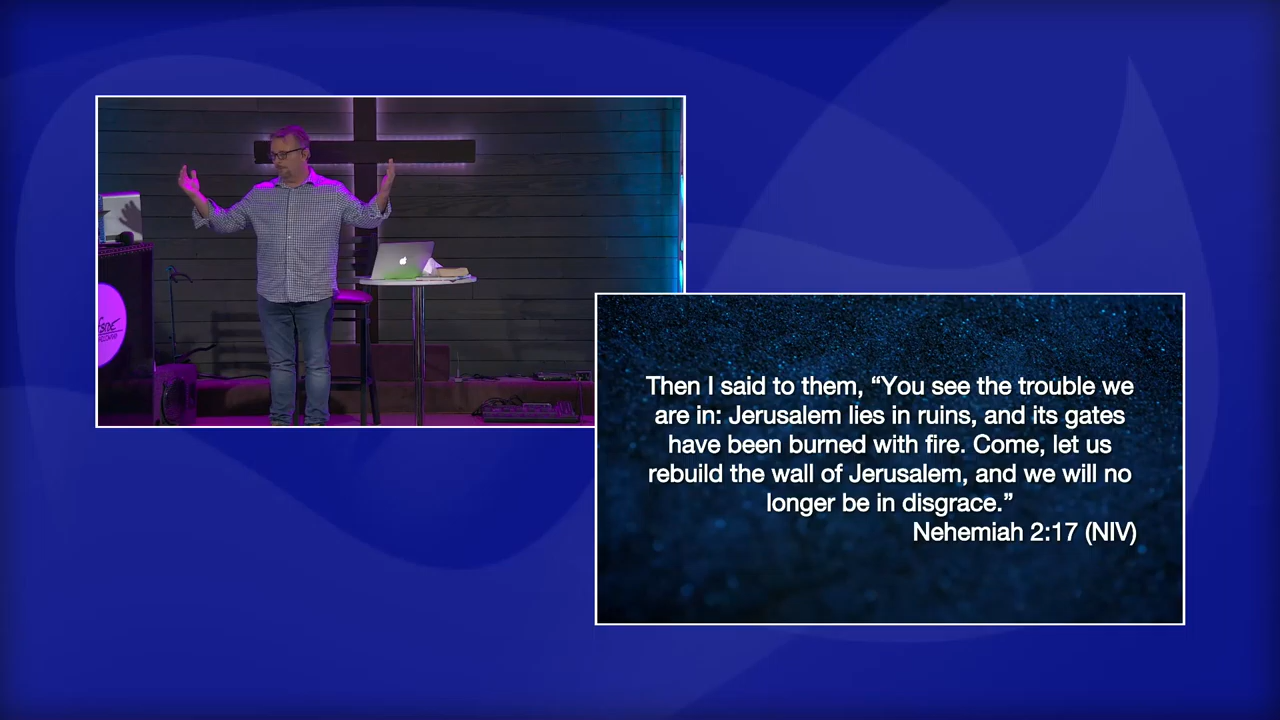 Then I said to them, “You see the trouble we
are in: Jerusalem lies in ruins, and its gates
have been burned with fire. Come, let us
rebuild the wall of Jerusalem, and we will no
longer be in disgrace.”
Nehemiah 2:17 (NIV)